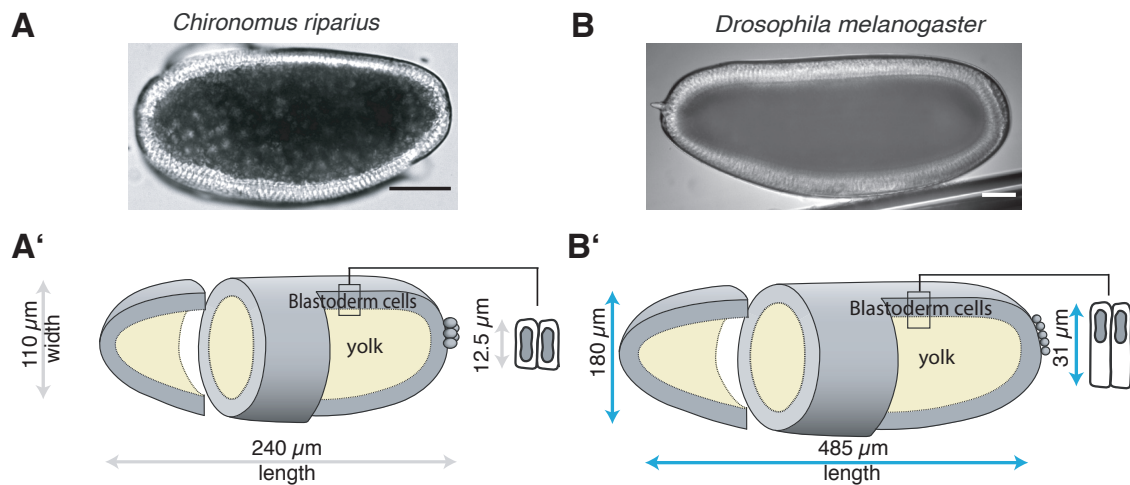 A
Chironomus riparius
B
Drosophila melanogaster
A‘
110 µm
width
Blastoderm cells
yolk
12.5 µm
240 µm
length
B‘
180 µm
Blastoderm cells
yolk
31 µm
485 µm
length